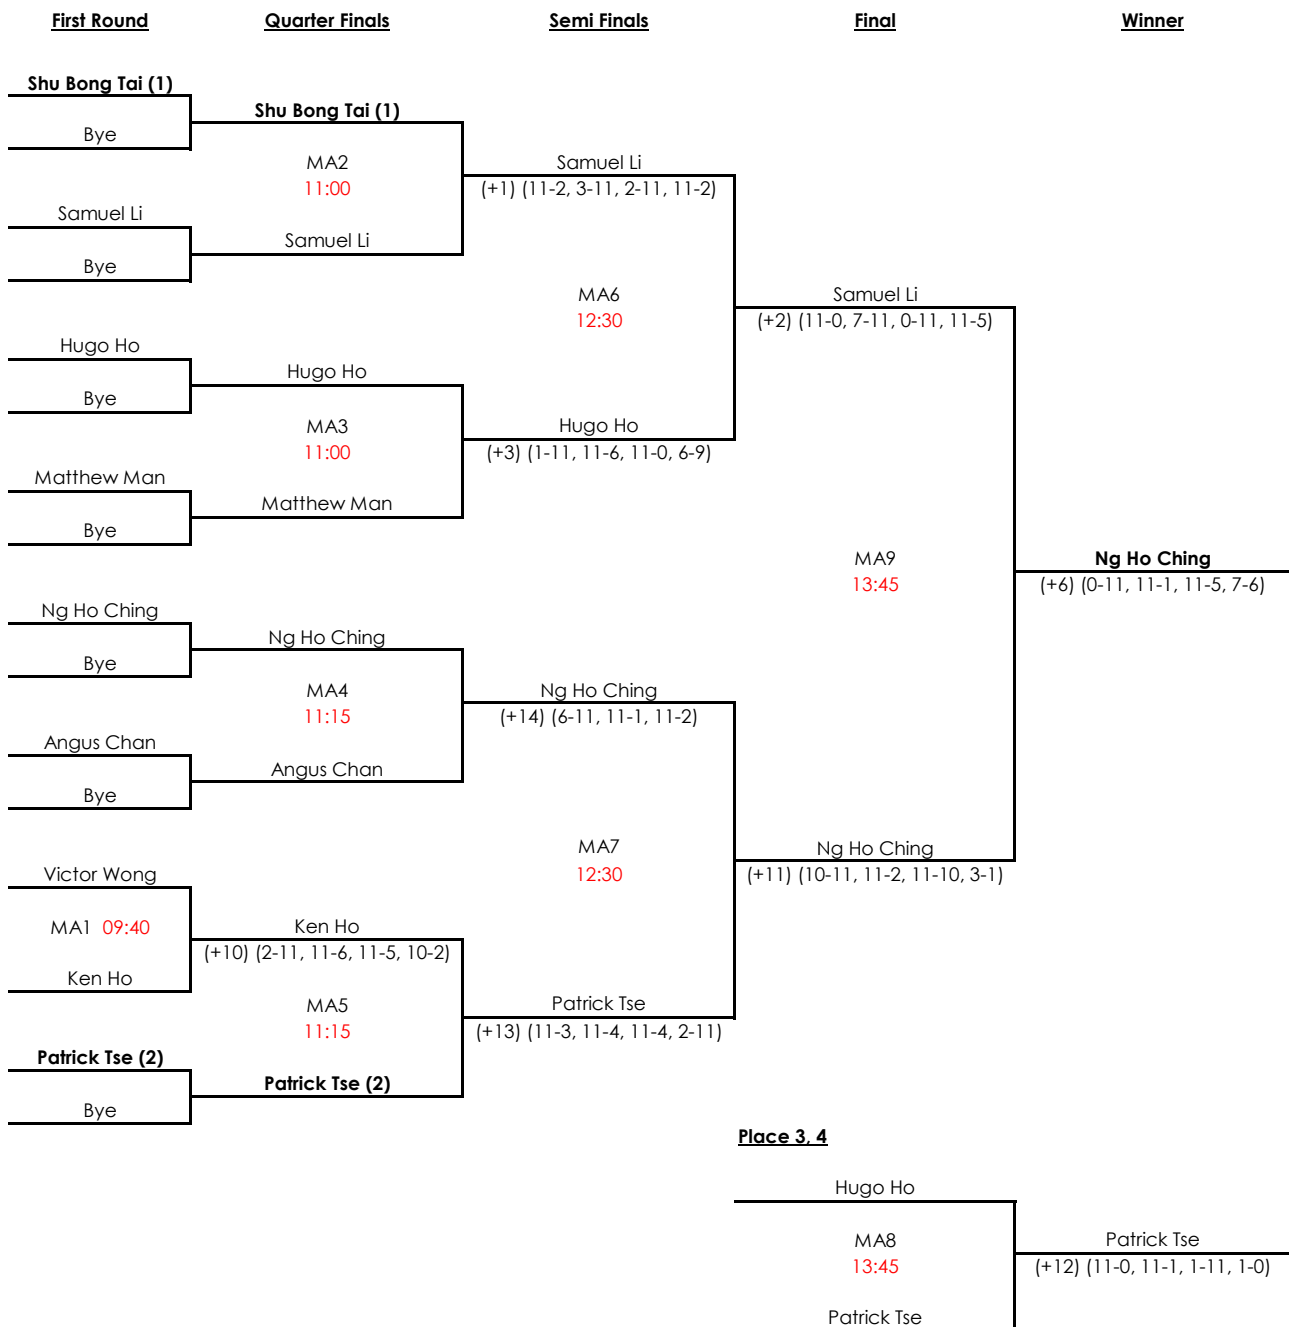 First Round Quarter Finals Semi Finals Final Winner
Shu Bong Tai (1)
Shu Bong Tai (1)
Bye
MA2 Samuel Li
11:00 (+1) (11-2, 3-11, 2-11, 11-2)
Samuel Li
Samuel Li
Bye
MA6 Samuel Li
12:30 (+2) (11-0, 7-11, 0-11, 11-5)
Hugo Ho
Hugo Ho
Bye
MA3 Hugo Ho
11:00 (+3) (1-11, 11-6, 11-0, 6-9)
Matthew Man
Matthew Man
Bye
MA9 Ng Ho Ching
13:45 (+6) (0-11, 11-1, 11-5, 7-6)
Ng Ho Ching
Ng Ho Ching
Bye
MA4 Ng Ho Ching
11:15 (+14) (6-11, 11-1, 11-2)
Angus Chan
Angus Chan
Bye
MA7 Ng Ho Ching
12:30 (+11) (10-11, 11-2, 11-10, 3-1)
Victor Wong
MA1 09:40 Ken Ho
(+10) (2-11, 11-6, 11-5, 10-2)
Ken Ho
MA5 Patrick Tse
11:15 (+13) (11-3, 11-4, 11-4, 2-11)
Patrick Tse (2)
Patrick Tse (2)
Bye
Place 3, 4
Hugo Ho
MA8 Patrick Tse
13:45 (+12) (11-0, 11-1, 1-11, 1-0)
Patrick Tse